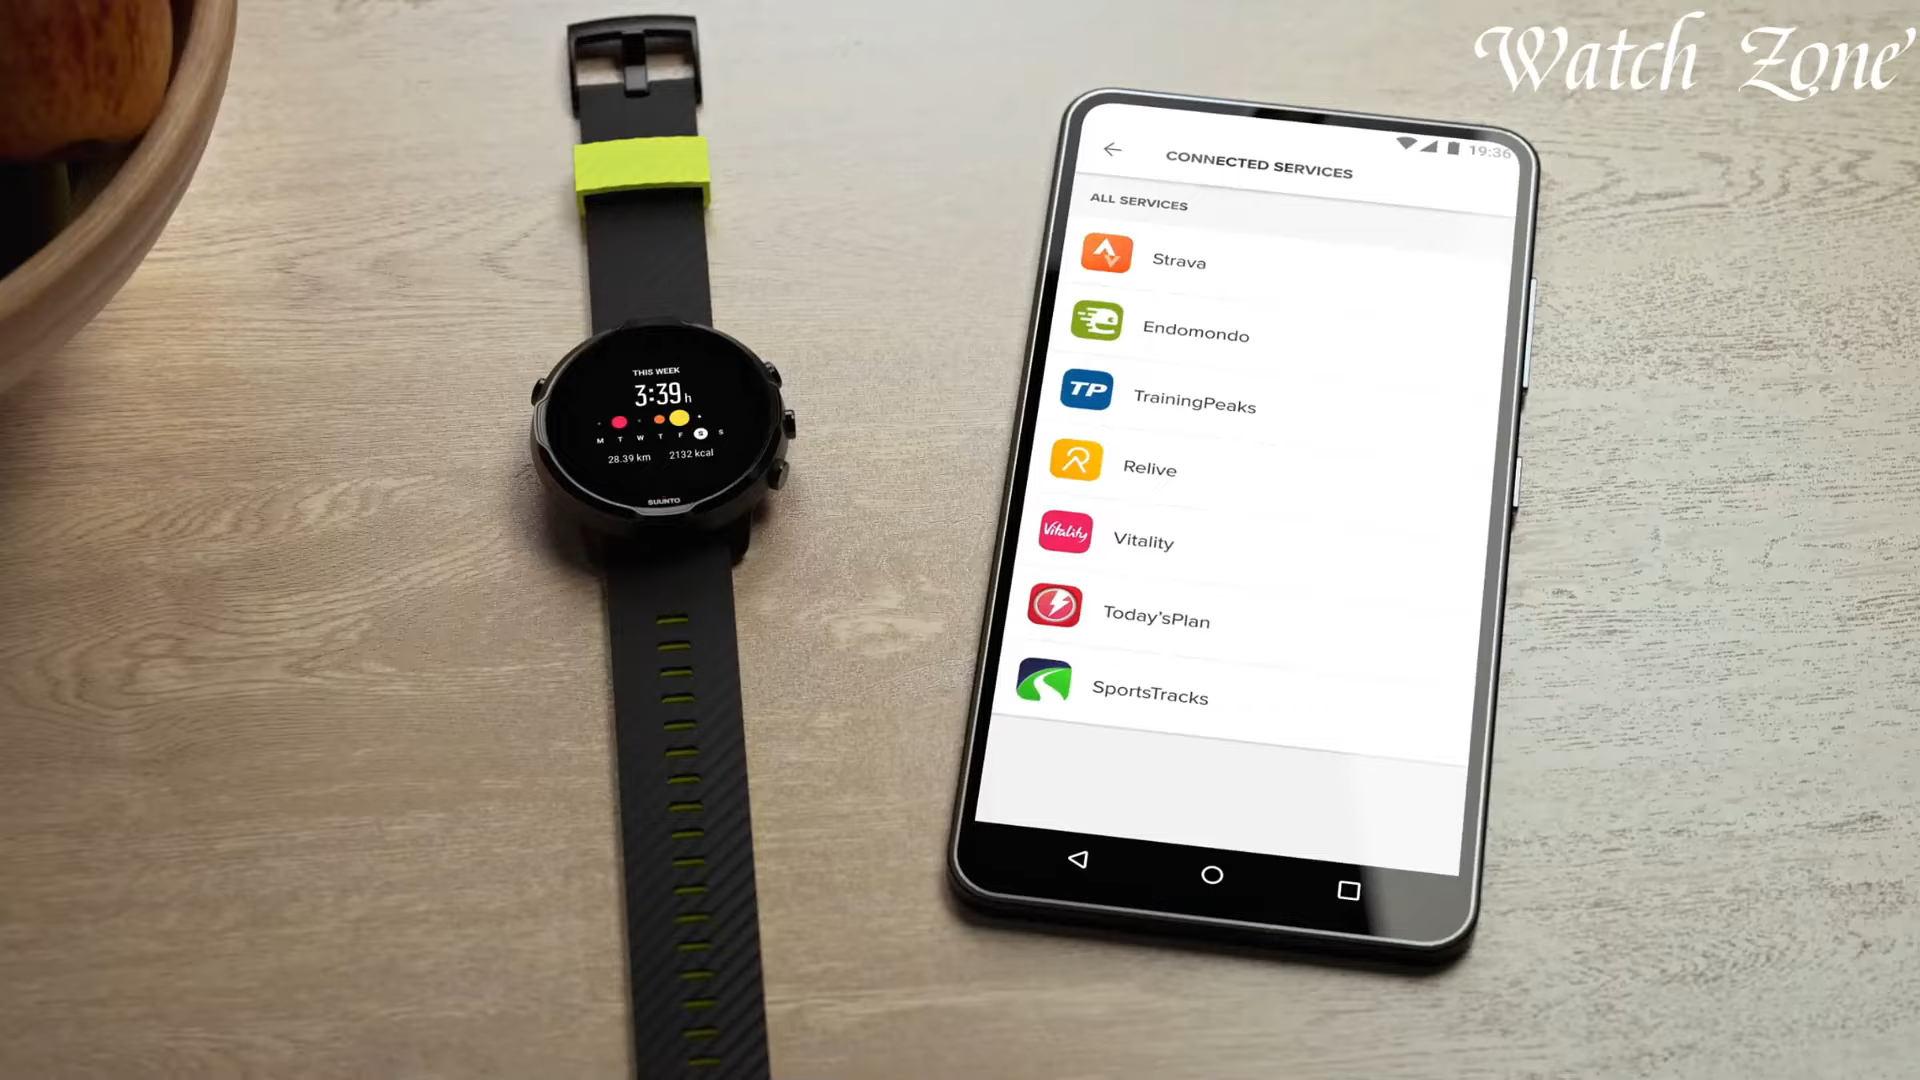 Watch Zone
THIS WEEK
3:39 h
M T W T F S S
28.39 km 2132 kcal
SUUNTO
19:36
CONNECTED SERVICES
ALL SERVICES
Strava
Endomondo
TP TrainingPeaks
Relive
Vitality Vitality
Today'sPlan
SportsTracks